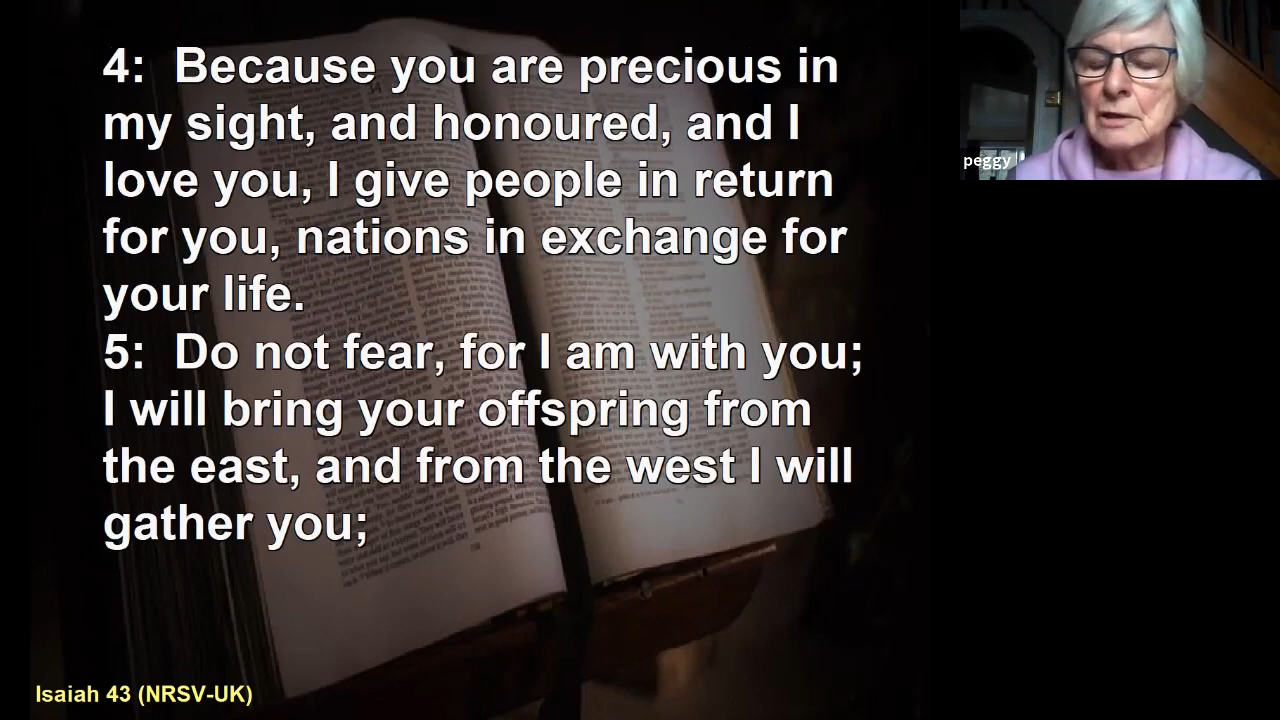 4: Because you are precious in
my sight, and honoured, and I
love you, I give people in return
for you, nations in exchange for
your life.
5: Do not fear, for I am with you;
I will bring your offspring from
the east, and from the west I will
gather you;
Isaiah 43 (NRSV-UK)
peggy